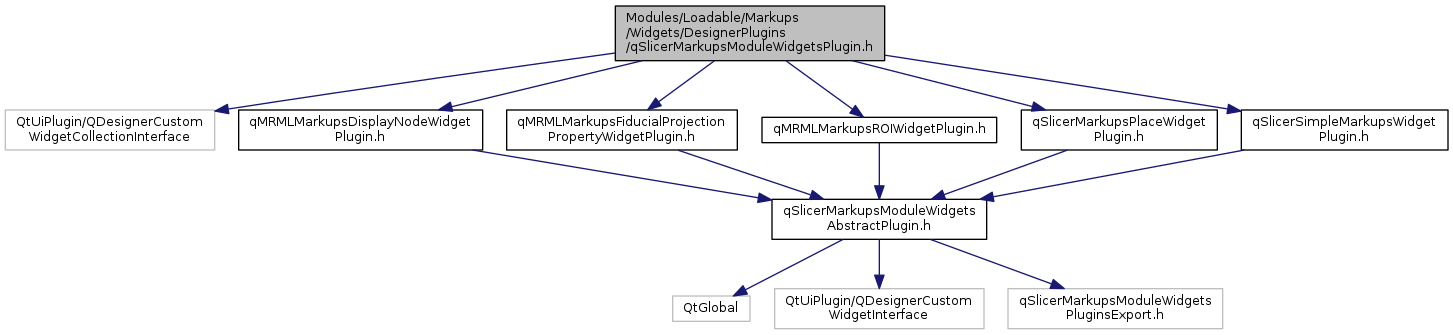 Modules/Loadable/Markups
/Widgets/DesignerPlugins
/qSlicerMarkupsModuleWidgetsPlugin.h
QtUiPlugin/QDesignerCustom
WidgetCollectionInterface
qMRMLMarkupsDisplayNodeWidget
Plugin.h
qMRMLMarkupsFiducialProjection
PropertyWidgetPlugin.h
qMRMLMarkupsROIWidgetPlugin.h
qSlicerMarkupsPlaceWidget
Plugin.h
qSlicerSimpleMarkupsWidget
Plugin.h
qSlicerMarkupsModuleWidgets
AbstractPlugin.h
QtGlobal
QtUiPlugin/QDesignerCustom
WidgetInterface
qSlicerMarkupsModuleWidgets
PluginsExport.h